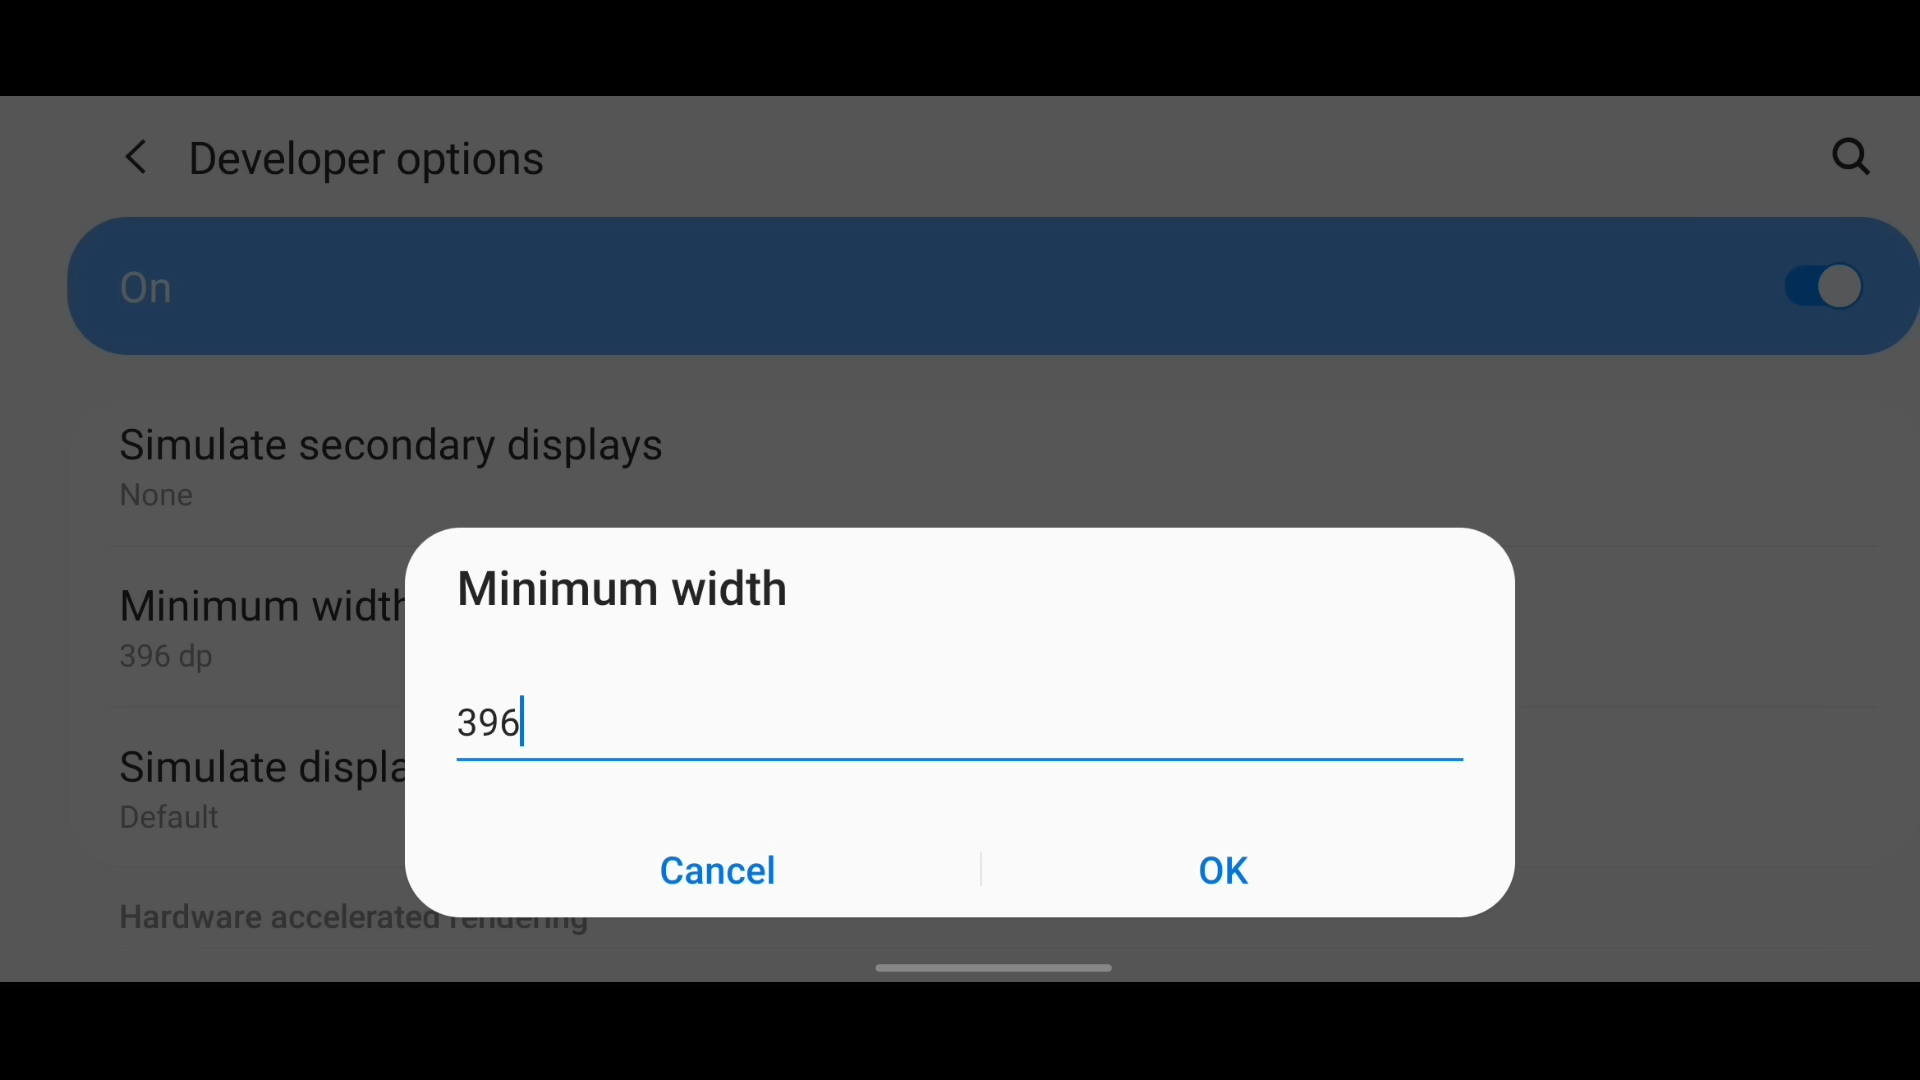 Developer options
On
Simulate secondary displays
None
Minimum width
396 dp
Simulate displa
Default
Hardware accelerated rendering
Minimum width
396
Cancel
OK